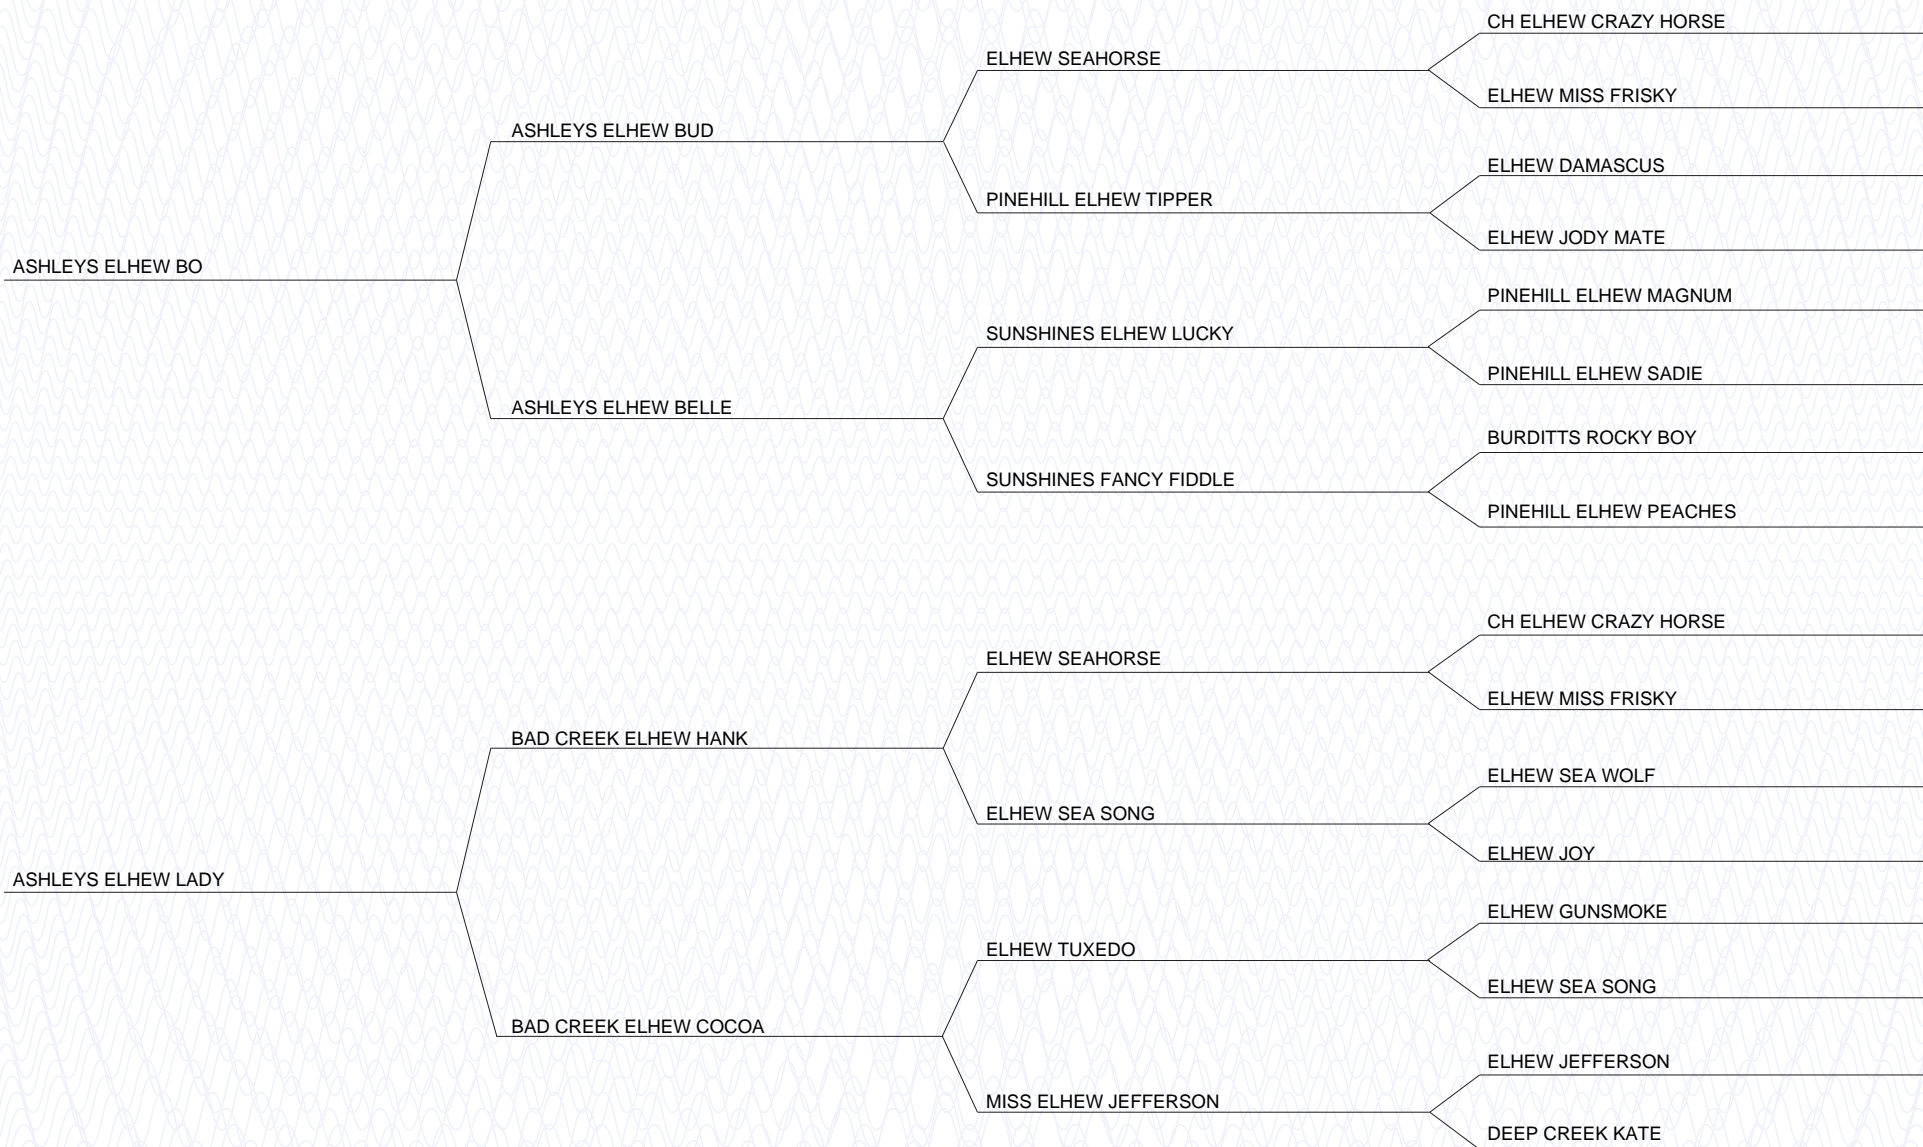 CH ELHEW CRAZY HORSE
ELHEW SEAHORSE
ELHEW MISS FRISKY
ASHLEYS ELHEW BUD
ELHEW DAMASCUS
PINEHILL ELHEW TIPPER
ELHEW JODY MATE
ASHLEYS ELHEW BO
PINEHILL ELHEW MAGNUM
SUNSHINES ELHEW LUCKY
PINEHILL ELHEW SADIE
ASHLEYS ELHEW BELLE
BURDITTS ROCKY BOY
SUNSHINES FANCY FIDDLE
PINEHILL ELHEW PEACHES
CH ELHEW CRAZY HORSE
ELHEW SEAHORSE
ELHEW MISS FRISKY
BAD CREEK ELHEW HANK
ELHEW SEA WOLF
ELHEW SEA SONG
ELHEW JOY
ASHLEYS ELHEW LADY
ELHEW GUNSMOKE
ELHEW TUXEDO
ELHEW SEA SONG
BAD CREEK ELHEW COCOA
ELHEW JEFFERSON
MISS ELHEW JEFFERSON
DEEP CREEK KATE